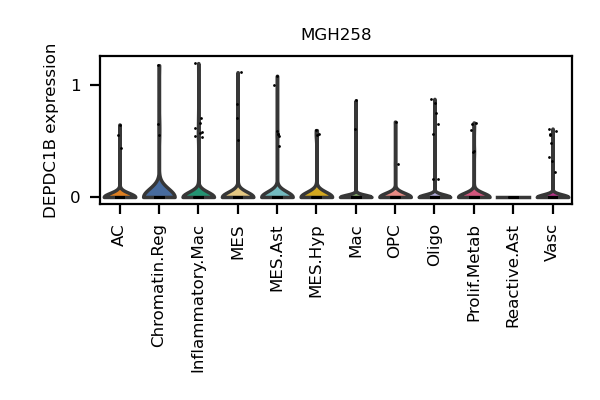 MGH258
DEPDC1B expression
1
0
AC
Chromatin.Reg
Inflammatory.Mac
MES
MES.Ast
MES.Hyp
Mac
OPC
Oligo
Prolif.Metab
Reactive.Ast
Vasc